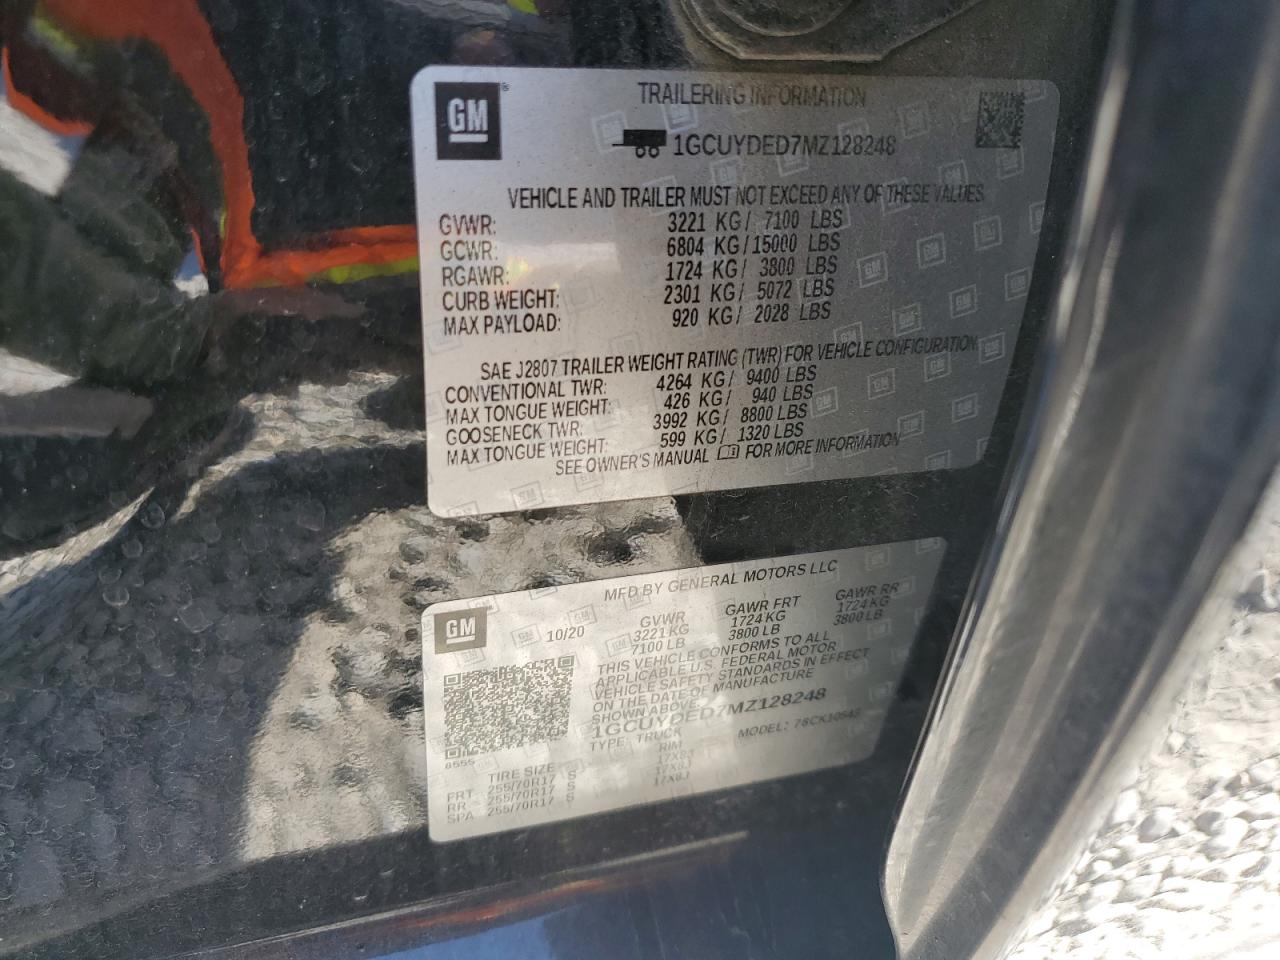 GM
TRAILERING INFORMATION
1GCUYDED7MZ128248
VEHICLE AND TRAILER MUST NOT EXCEED ANY OF THESE VALUES
GVWR: 3221 KG/ 7100 LBS
GCWR: 6804 KG/15000 LBS
RGAWR: 1724 KG/ 3800 LBS
CURB WEIGHT: 2301 KG/ 5072 LBS
MAX PAYLOAD: 920 KG/ 2028 LBS
SAE J2807 TRAILER WEIGHT RATING (TWR) FOR VEHICLE CONFIGURATION
CONVENTIONAL TWR: 4264 KG/ 9400 LBS
MAX TONGUE WEIGHT: 426 KG/ 940 LBS
GOOSENECK TWR: 3992 KG/ 8800 LBS
MAX TONGUE WEIGHT: 599 KG/ 1320 LBS
SEE OWNER'S MANUAL FOR MORE INFORMATION
MFD BY GENERAL MOTORS LLC
GM 10/20 GVWR GAWR FRT GAWR RR
3221 KG 1724 KG 1724 KG
7100 LB 3800 LB 3800 LB
THIS VEHICLE CONFORMS TO ALL
APPLICABLE U.S. FEDERAL MOTOR
VEHICLE SAFETY STANDARDS IN EFFECT
ON THE DATE OF MANUFACTURE
SHOWN ABOVE.
1GCUYDED7MZ128248
8555 TYPE: TRUCK MODEL:
TIRE SIZE RIM
FRT 255/70R17 S 17X8J
RR 255/70R17 S 17X8J
SPA 255/70R17 S 17X8J